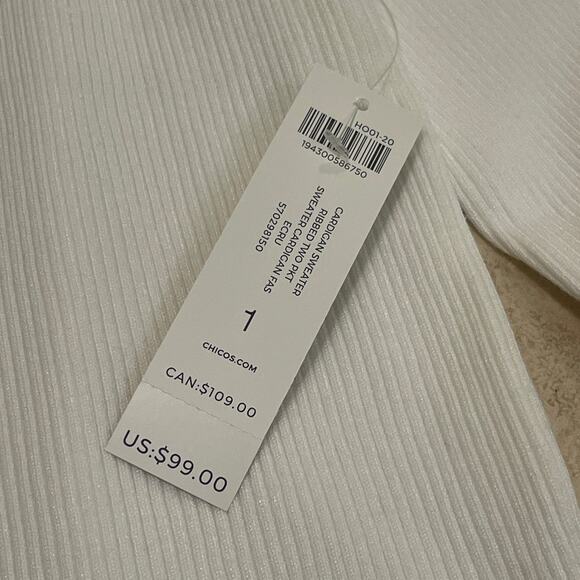 HO01-20
194300586750
CARDIGAN SWEATER
RIBBED TWO PKT
SWEATER CARDIGAN FAS
ECRU
570298150
1
CHICOS.COM
CAN:$109.00
US:$99.00